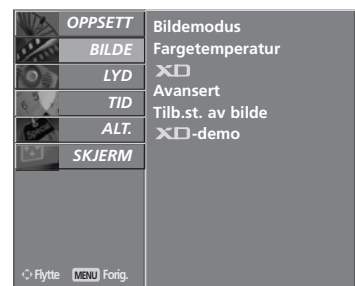 OPPSETT
BILDE
LYD
TID
ALT.
SKJERM
Flytte MENU Forig.
Bildemodus
Fargetemperatur
XD
Avansert
Tilb.st. av bilde
XD-demo